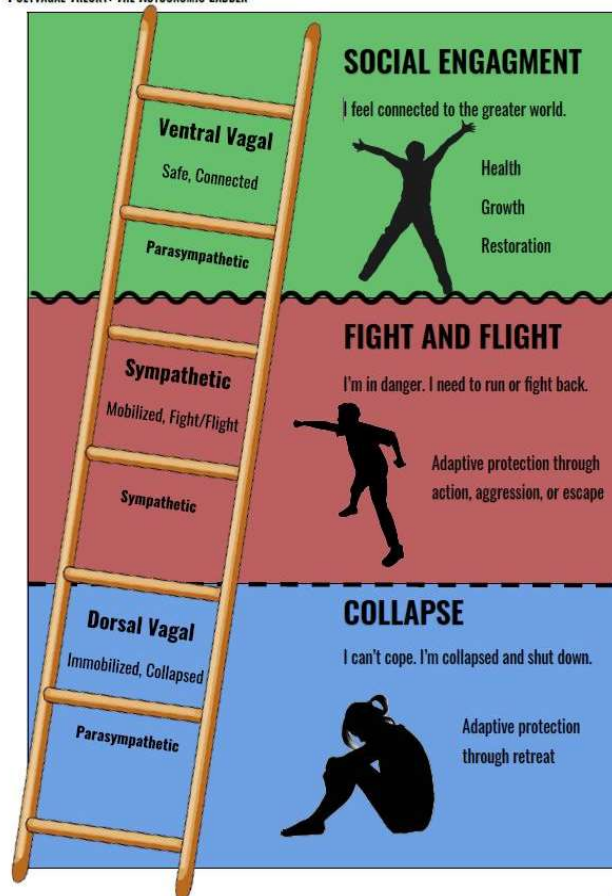 SOCIAL ENGAGMENT
I feel connected to the greater world.
Ventral Vagal
Safe, Connected
Parasympathetic
Health
Growth
Restoration
FIGHT AND FLIGHT
I'm in danger. I need to run or fight back.
Sympathetic
Mobilized, Fight/Flight
Sympathetic
Adaptive protection through
action, aggression, or escape
COLLAPSE
I can't cope. I'm collapsed and shut down.
Dorsal Vagal
Immobilized, Collapsed
Parasympathetic
Adaptive protection
through retreat